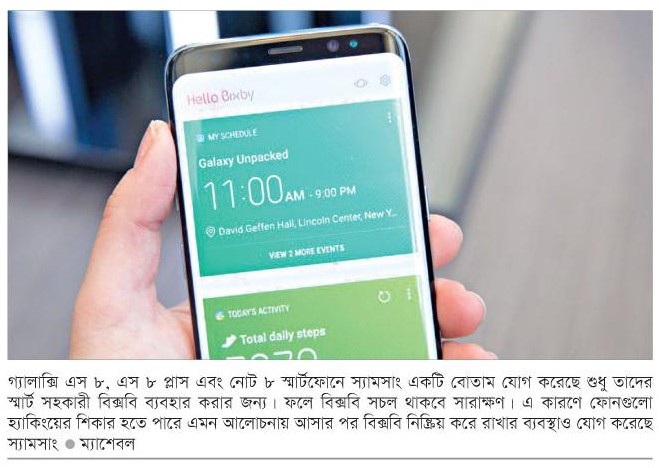 Hello Bixby
MY SCHEDULE
Galaxy Unpacked
11:00AM - 9:00 PM
David Geffen Hall, Lincoln Center, New Y...
VIEW 2 MORE EVENTS
TODAY'S ACTIVITY
Total daily steps
গ্যালাক্সি এস ৮, এস ৮ প্লাস এবং নোট ৮ স্মার্টফোনে স্যামসাং একটি বোতাম যোগ করেছে শুধু তাদের
স্মার্ট সহকারী বিক্সবি ব্যবহার করার জন্য। ফলে বিক্সবি সচল থাকবে সারাক্ষণ। এ কারণে ফোনগুলো
হ্যাকিংয়ের শিকার হতে পারে এমন আলোচনায় আসার পর বিক্সবি নিষ্ক্রিয় করে রাখার ব্যবস্থাও যোগ করেছে
স্যামসাং ● ম্যাশেবল